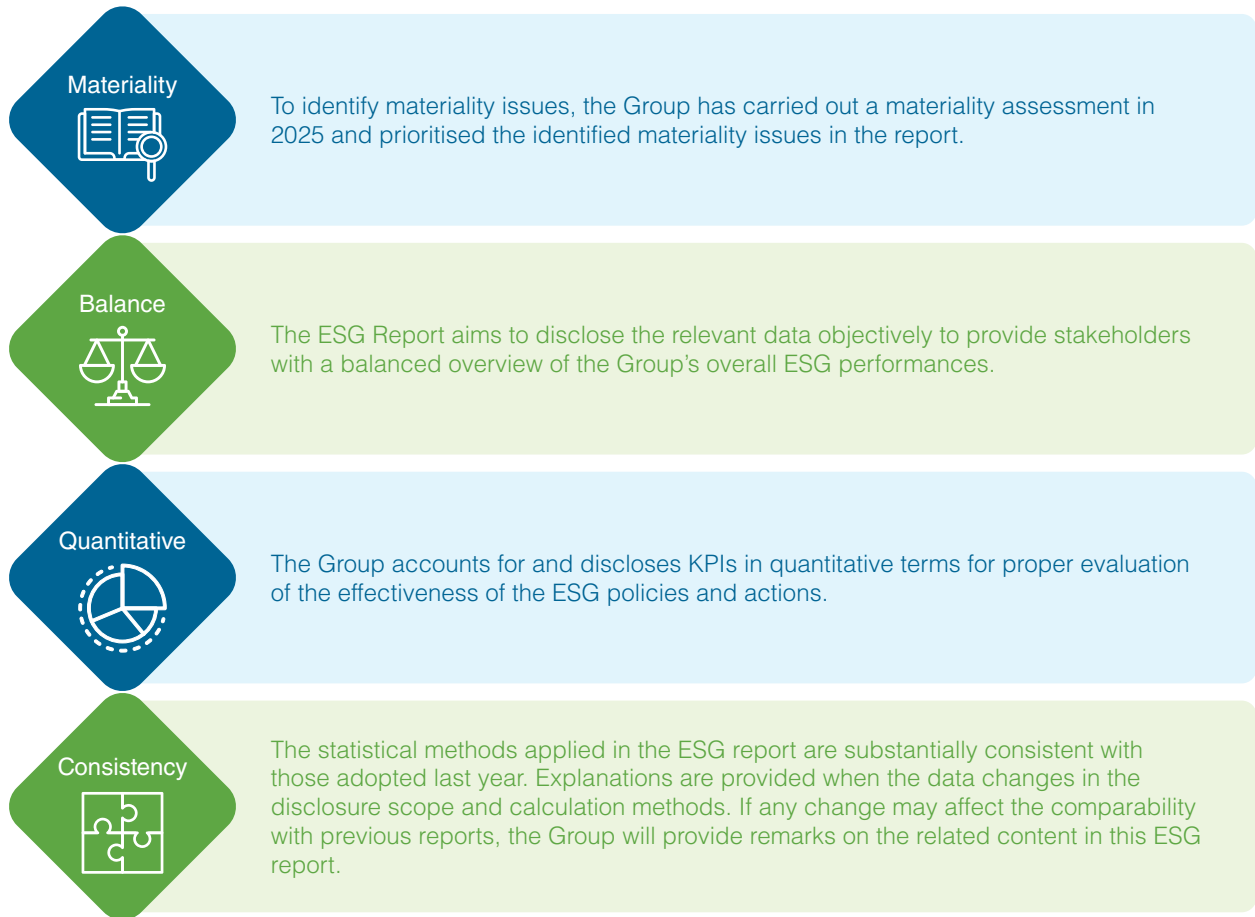 Materiality
To identify materiality issues, the Group has carried out a materiality assessment in
2025 and prioritised the identified materiality issues in the report.
Balance
The ESG Report aims to disclose the relevant data objectively to provide stakeholders
with a balanced overview of the Group’s overall ESG performances.
Quantitative
The Group accounts for and discloses KPIs in quantitative terms for proper evaluation
of the effectiveness of the ESG policies and actions.
Consistency
The statistical methods applied in the ESG report are substantially consistent with
those adopted last year. Explanations are provided when the data changes in the
disclosure scope and calculation methods. If any change may affect the comparability
with previous reports, the Group will provide remarks on the related content in this ESG
report.